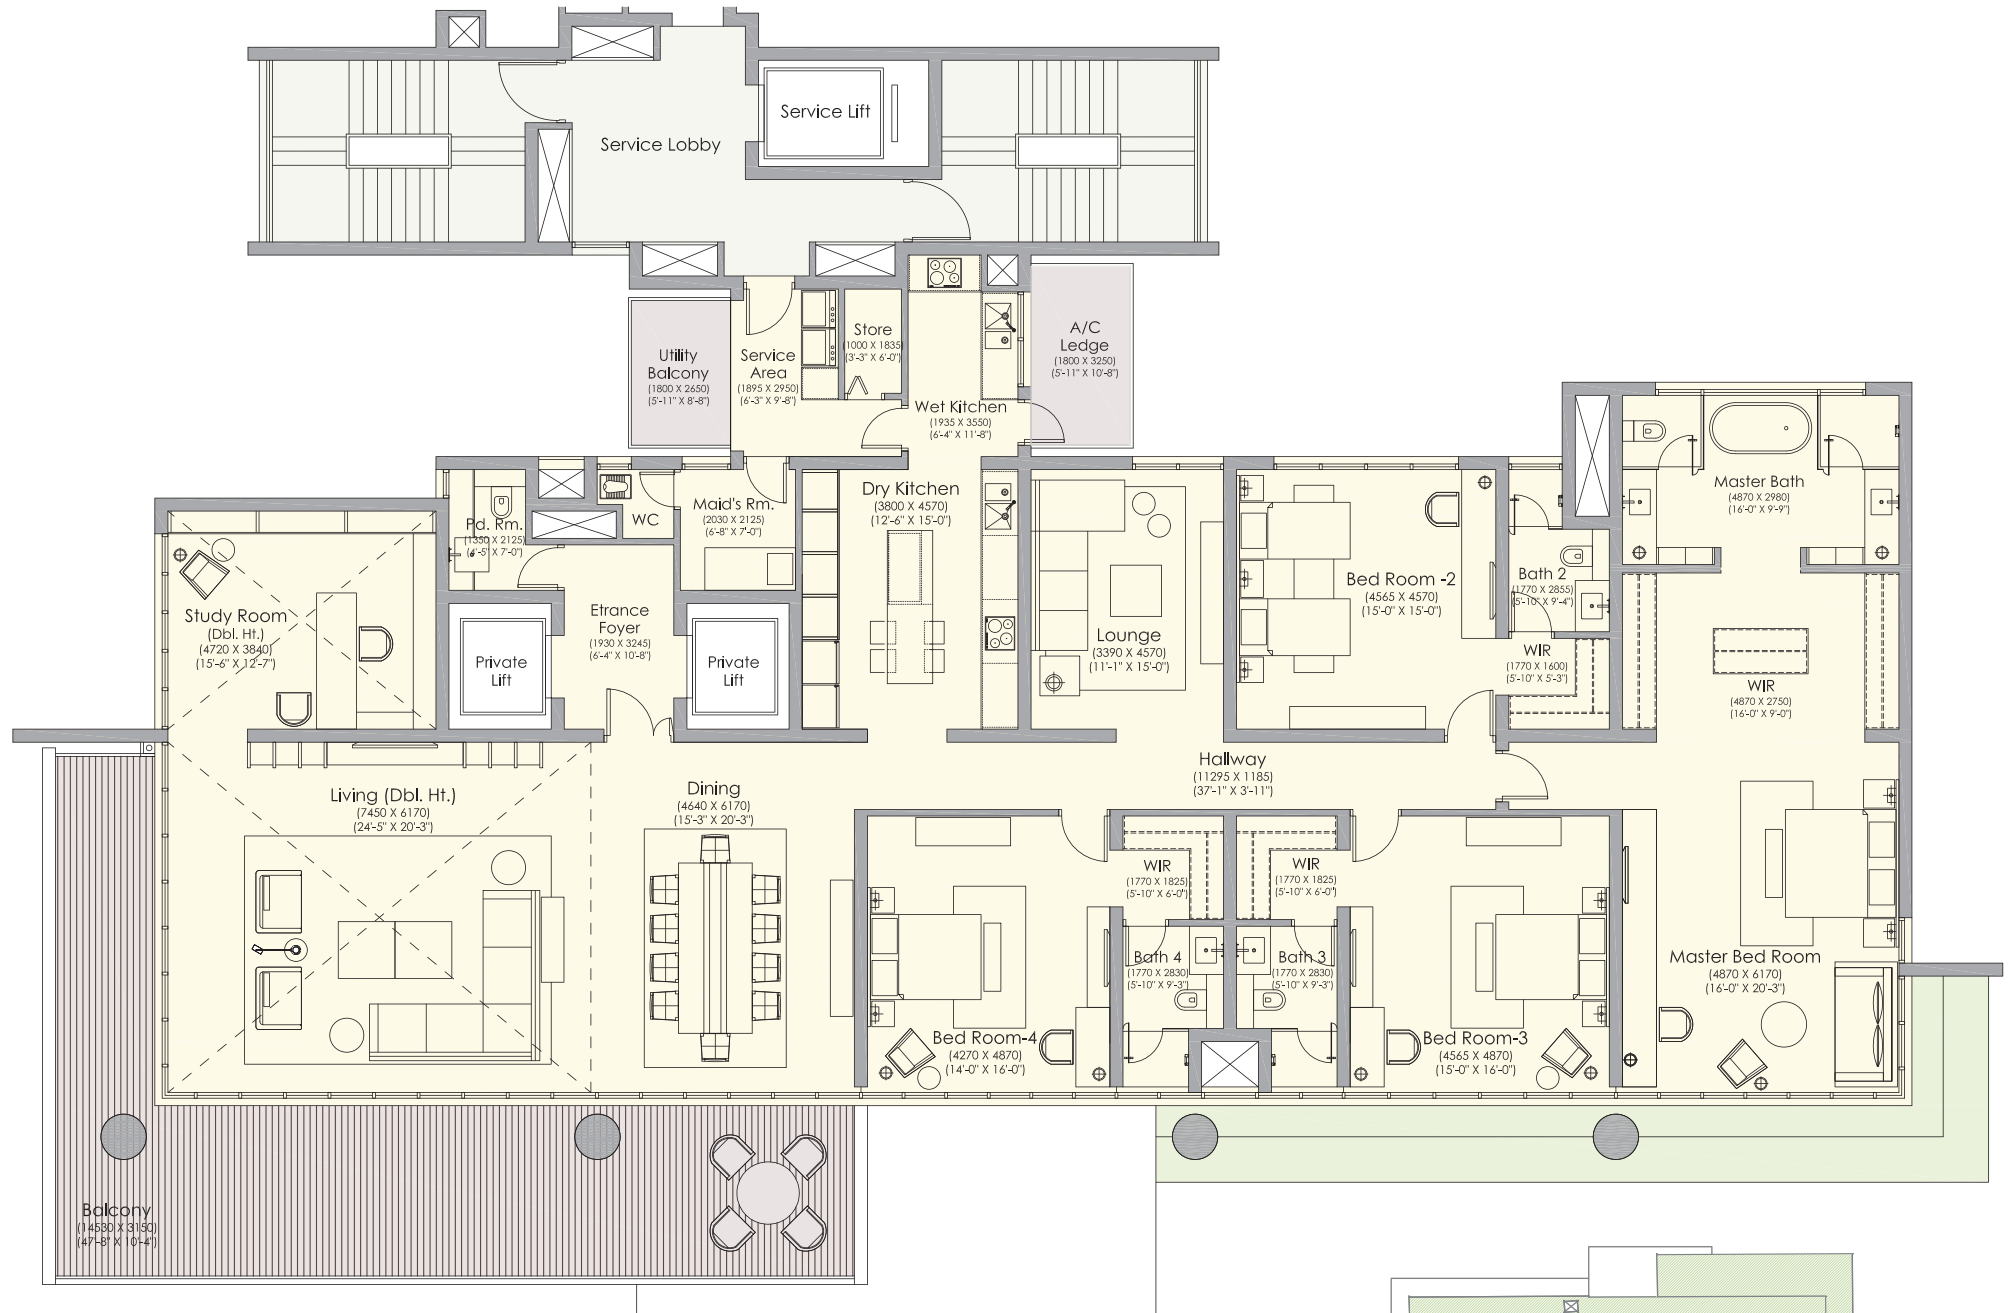 Service Lift
Service Lobby
Utility
Balcony
(1800 X 2650)
(5'-11" X 8'-8")
Service
Area
(1895 X 2950)
(6'-3" X 9'-8")
Store
(1000 X 1835)
(3'-3" X 6'-0")
A/C
Ledge
(1800 X 3250)
(5'-11" X 10'-8")
Wet Kitchen
(1935 X 3550)
(6'-4" X 11'-8")
Pd. Rm.
(1350 X 2125)
(4'-5" X 7'-0")
WC
Maid's Rm.
(2030 X 2125)
(6'-8" X 7'-0")
Dry Kitchen
(3800 X 4570)
(12'-6" X 15'-0")
Master Bath
(4870 X 2980)
(16'-0" X 9'-9")
Study Room
(Dbl. Ht.)
(4720 X 3840)
(15'-6" X 12'-7")
Private
Lift
Etrance
Foyer
(1930 X 3245)
(6'-4" X 10'-8")
Private
Lift
Lounge
(3390 X 4570)
(11'-1" X 15'-0")
Bed Room -2
(4565 X 4570)
(15'-0" X 15'-0")
Bath 2
(1770 X 2855)
(5'-10" X 9'-4")
WIR
(1770 X 1600)
(5'-10" X 5'-3")
WIR
(4870 X 2750)
(16'-0" X 9'-0")
Living (Dbl. Ht.)
(7450 X 6170)
(24'-5" X 20'-3")
Dining
(4640 X 6170)
(15'-3" X 20'-3")
Hallway
(11295 X 1185)
(37'-1" X 3'-11")
WIR
(1770 X 1825)
(5'-10" X 6'-0")
WIR
(1770 X 1825)
(5'-10" X 6'-0")
Bath 4
(1770 X 2830)
(5'-10" X 9'-3")
Bath 3
(1770 X 2830)
(5'-10" X 9'-3")
Master Bed Room
(4870 X 6170)
(16'-0" X 20'-3")
Bed Room-4
(4270 X 4870)
(14'-0" X 16'-0")
Bed Room-3
(4565 X 4870)
(15'-0" X 16'-0")
Balcony
(14530 X 3150)
(47'-8" X 10'-4")